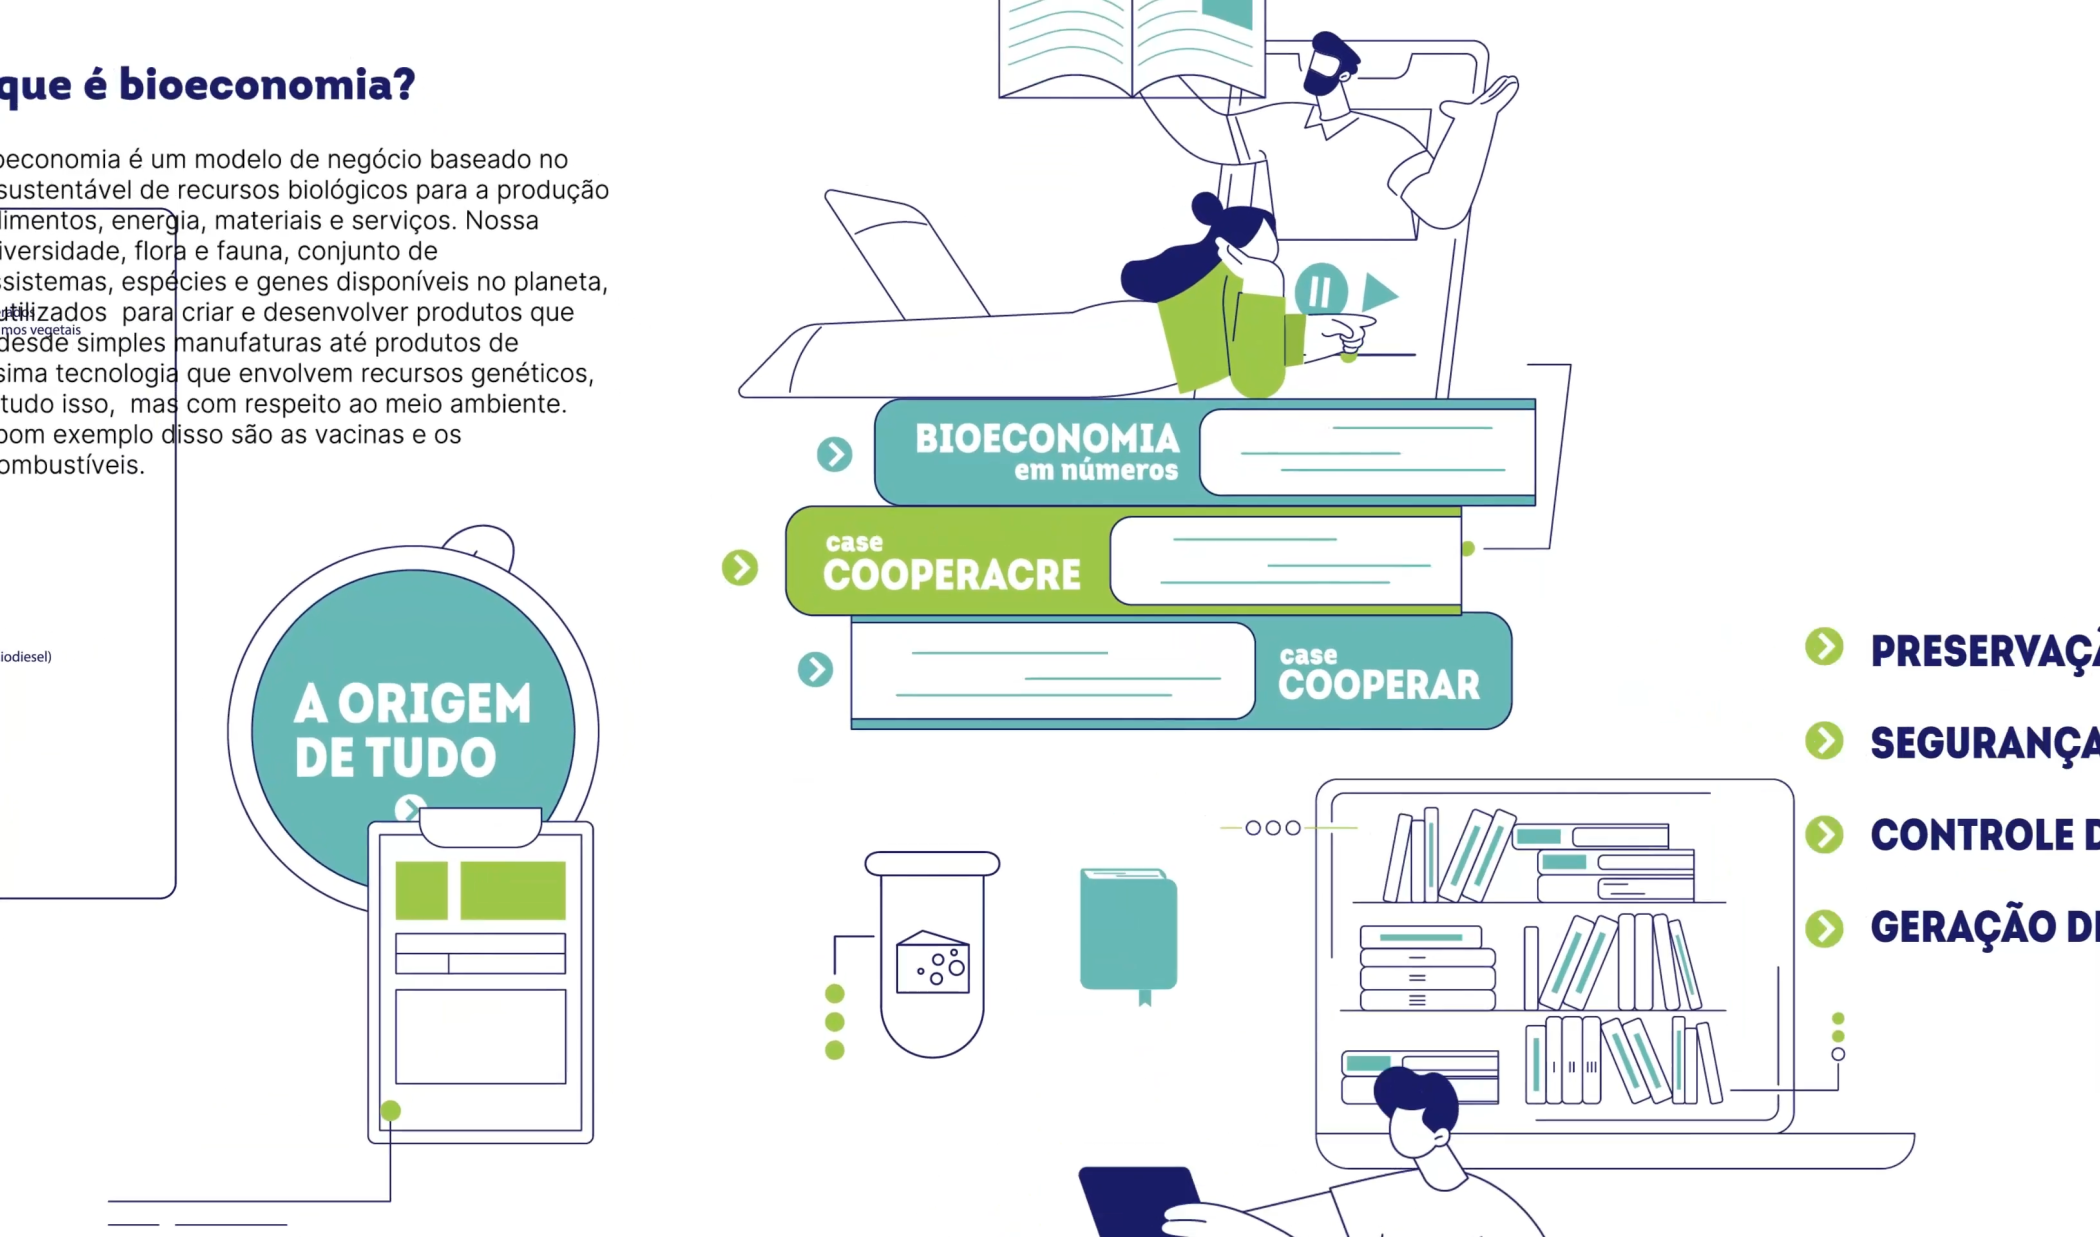 que é bioeconomia?
oeconomia é um modelo de negócio baseado no
sustentável de recursos biológicos para a produção
limentos, energia, materiais e serviços. Nossa
iversidade, flora e fauna, conjunto de
ssistemas, espécies e genes disponíveis no planeta,
utilizados para criar e desenvolver produtos que
mos vegetais
desde simples manufaturas até produtos de
sima tecnologia que envolvem recursos genéticos,
tudo isso, mas com respeito ao meio ambiente.
bom exemplo disso são as vacinas e os
ombustíveis.
iodiesel)
A ORIGEM
DE TUDO
BIOECONOMIA
em números
case
COOPERACRE
case
COOPERAR
PRESERVAÇÃ
SEGURANÇA
CONTROLE D
GERAÇÃO DE